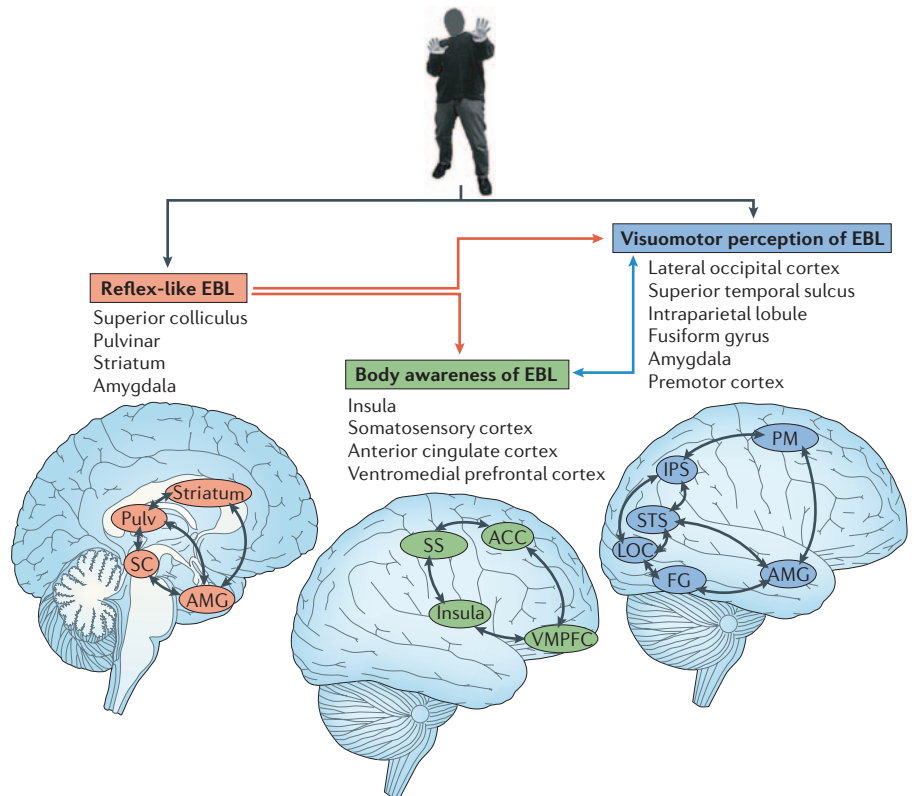 Visuomotor perception of EBL
Lateral occipital cortex
Superior temporal sulcus
Intraparietal lobule
Fusiform gyrus
Amygdala
Premotor cortex
Reflex-like EBL
Superior colliculus
Pulvinar
Striatum
Amygdala
Body awareness of EBL
Insula
Somatosensory cortex
Anterior cingulate cortex
Ventromedial prefrontal cortex
Striatum
Pulv
SC
AMG
SS
ACC
Insula
VMPFC
PM
IPS
STS
LOC
FG
AMG